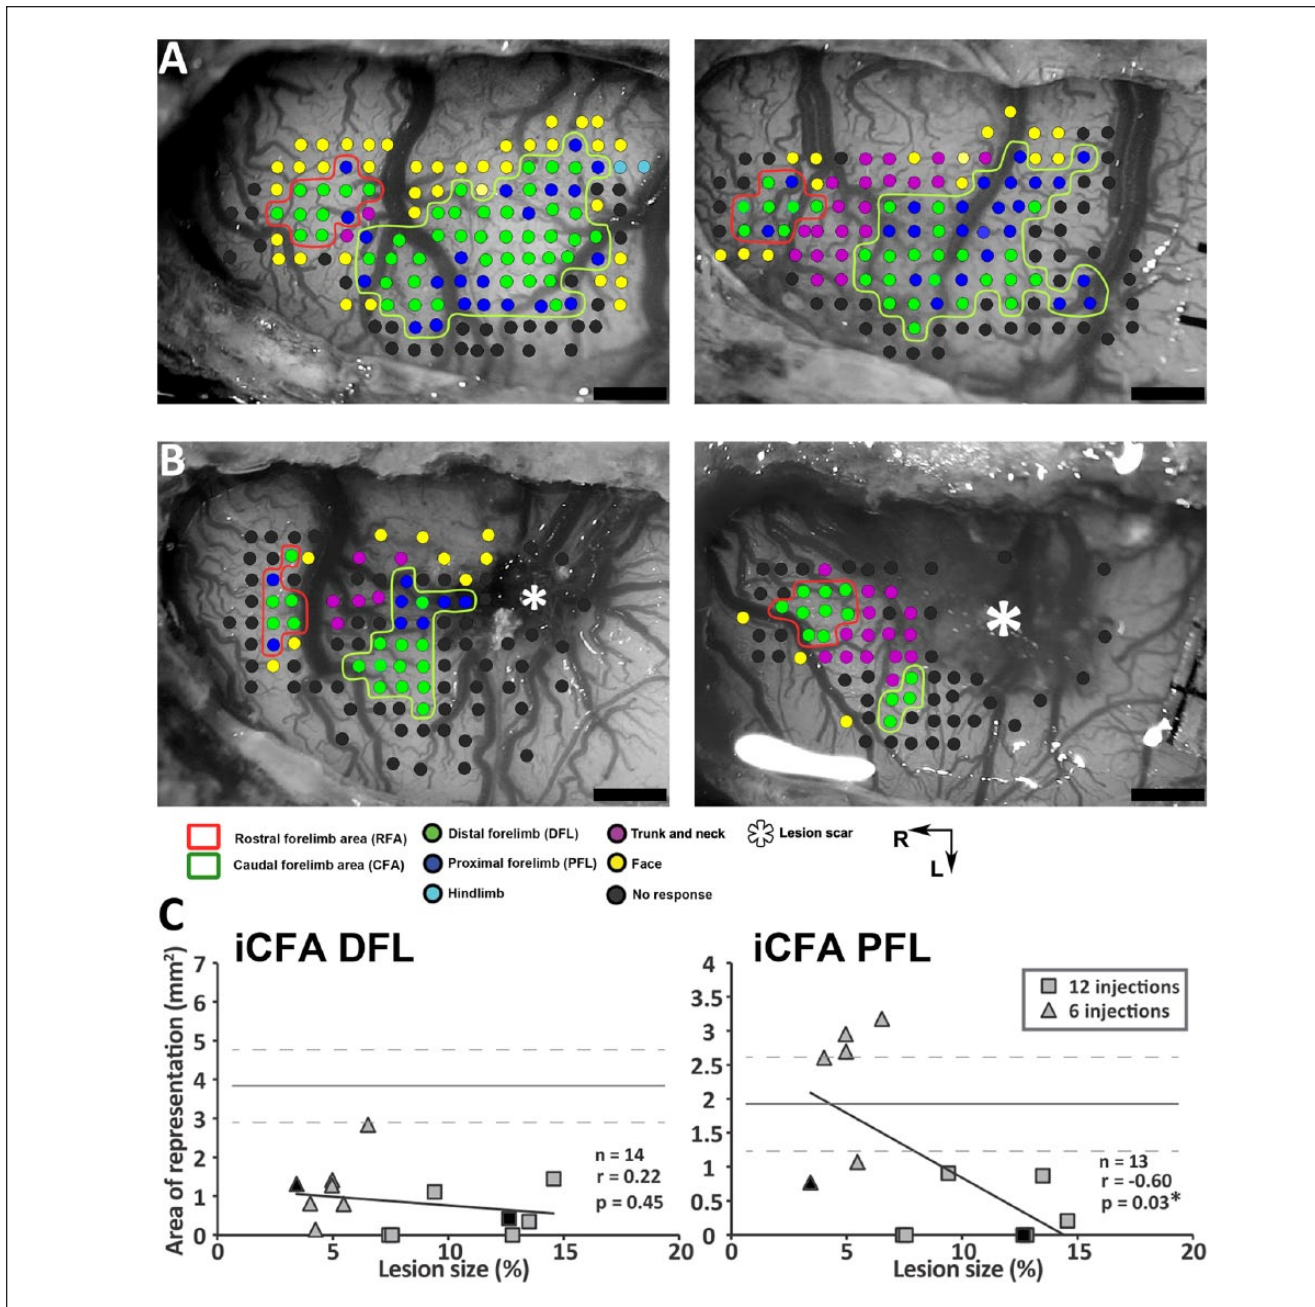 A
B
Rostral forelimb area (RFA)
Distal forelimb (DFL)
Trunk and neck
Lesion scar
R
Caudal forelimb area (CFA)
Proximal forelimb (PFL)
Face
L
Hindlimb
No response
C
iCFA DFL
Area of representation (mm²)
7
6
5
4
3
2
1
0
n = 14
r = 0.22
p = 0.45
0 5 10 15 20
Lesion size (%)
iCFA PFL
4
3.5
3
2.5
2
1.5
1
0.5
0
12 injections
6 injections
n = 13
r = -0.60
p = 0.03*
0 5 10 15 20
Lesion size (%)